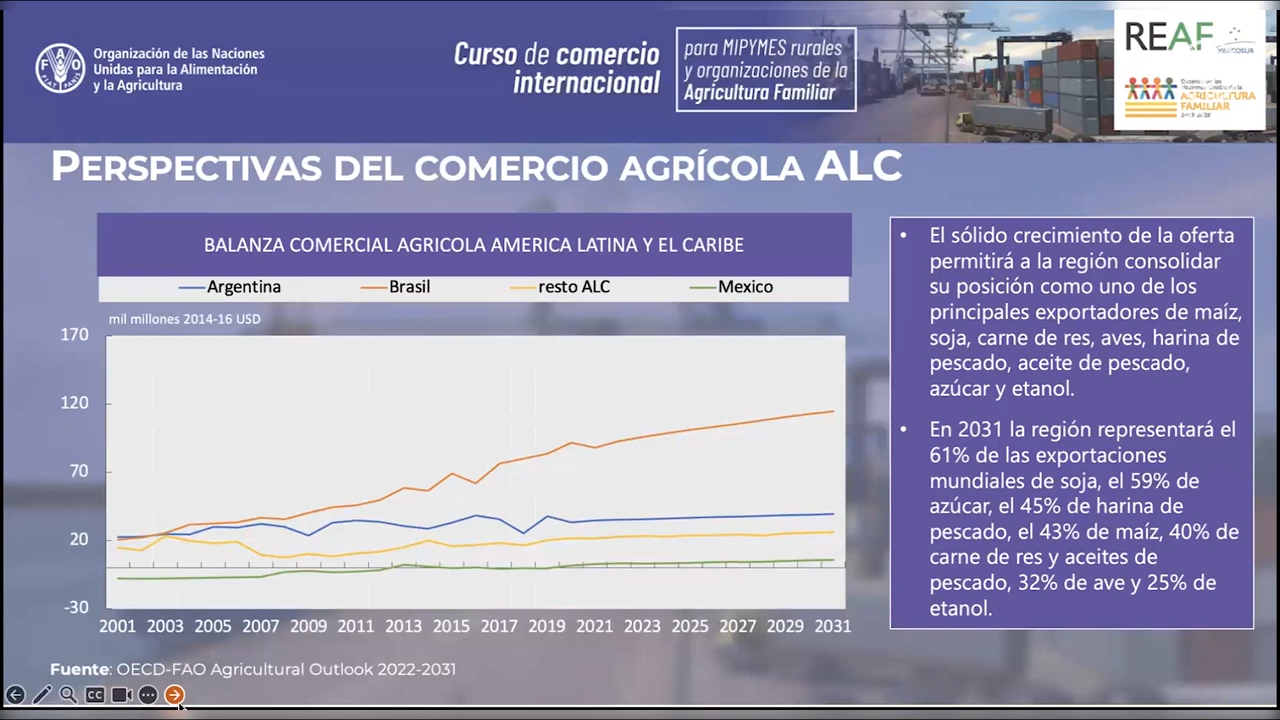 Organización de las Naciones
Unidas para la Alimentación
y la Agricultura
Curso de comercio
internacional
para MIPYMES rurales
y organizaciones de la
Agricultura Familiar
REAF
MERCOSUR
AGRICULTURA
FAMILIAR
PERSPECTIVAS DEL COMERCIO AGRÍCOLA ALC
BALANZA COMERCIAL AGRICOLA AMERICA LATINA Y EL CARIBE
Argentina Brasil resto ALC Mexico
mil millones 2014-16 USD
170
120
70
20
-30
2001 2003 2005 2007 2009 2011 2013 2015 2017 2019 2021 2023 2025 2027 2029 2031
• El sólido crecimiento de la oferta
permitirá a la región consolidar
su posición como uno de los
principales exportadores de maíz,
soja, carne de res, aves, harina de
pescado, aceite de pescado,
azúcar y etanol.
• En 2031 la región representará el
61% de las exportaciones
mundiales de soja, el 59% de
azúcar, el 45% de harina de
pescado, el 43% de maíz, 40% de
carne de res y aceites de
pescado, 32% de ave y 25% de
etanol.
Fuente: OECD-FAO Agricultural Outlook 2022-2031
CC